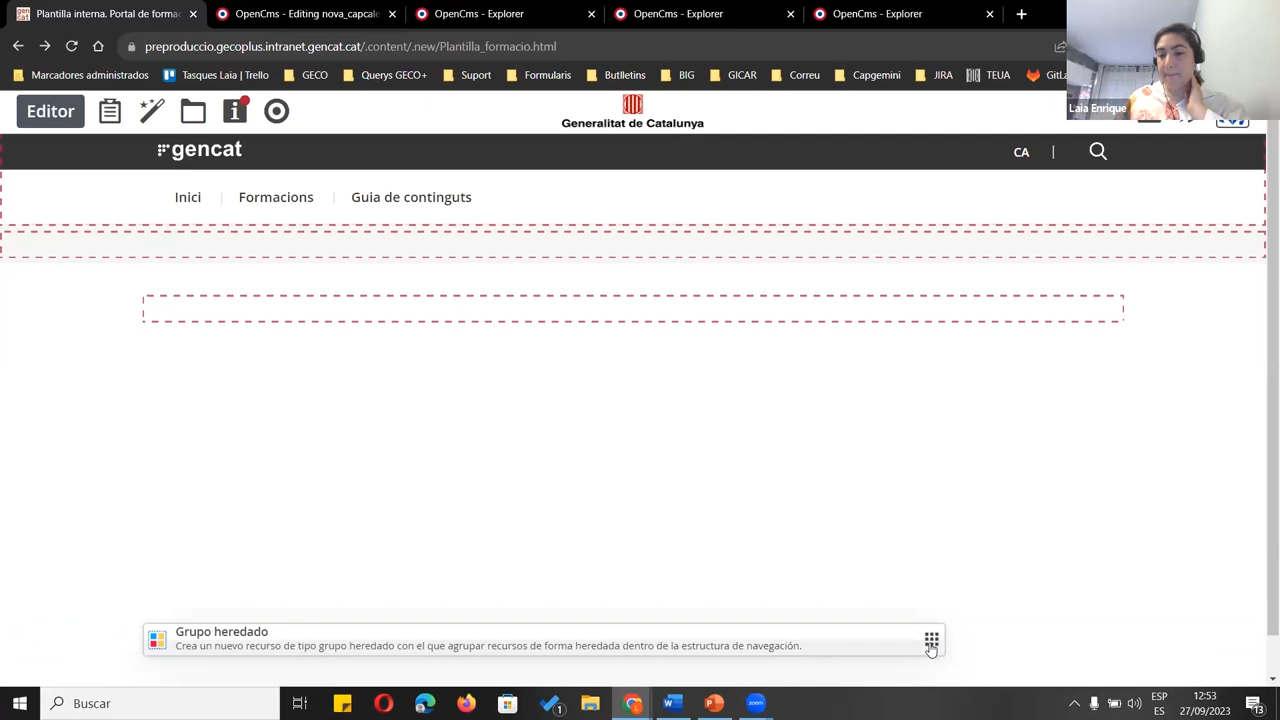 Plantilla interna. Portal de forma
OpenCms - Editing nova_capcale
OpenCms - Explorer
OpenCms - Explorer
OpenCms - Explorer
preproduccio.gecoplus.intranet.gencat.cat/.content/.new/Plantilla_formacio.html
Marcadores administrados
Tasques Laia | Trello
GECO
Querys GECO+
Suport
Formularis
Butlletins
BIG
GICAR
Correu
Capgemini
JIRA
TEUA
GitLa
Laia Enrique
Editor
Generalitat de Catalunya
gencat
CA |
Inici
Formacions
Guia de continguts
Grupo heredado
Crea un nuevo recurso de tipo grupo heredado con el que agrupar recursos de forma heredada dentro de la estructura de navegación.
Buscar
1
zoom
ESP
ES
12:53
27/09/2023
13